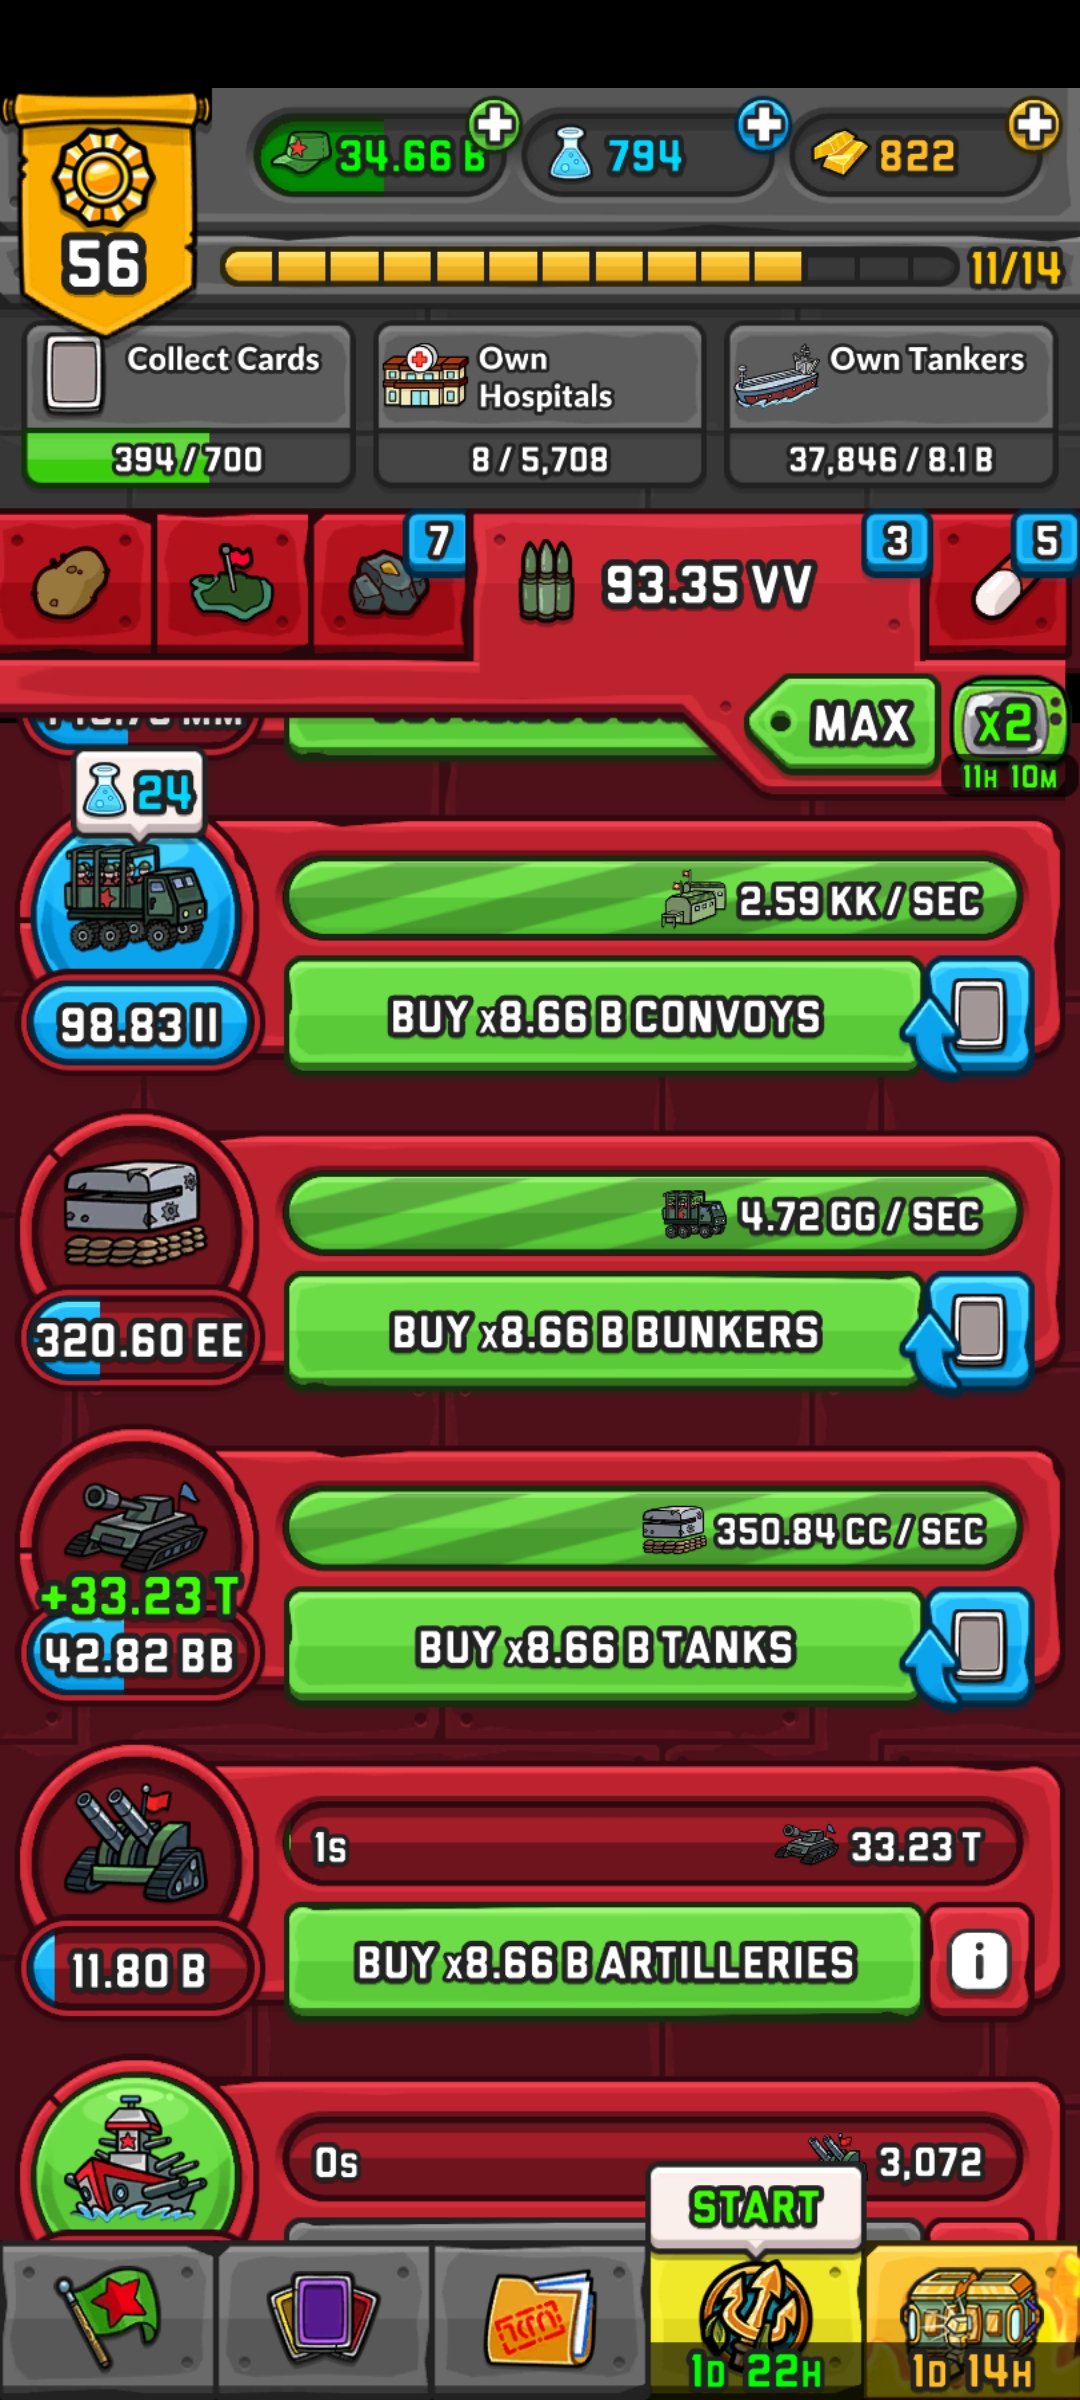 34.66 B
794
822
56
11/14
Collect Cards
394/700
Own
Hospitals
8/5,708
Own Tankers
37,846/8.1 B
7
93.35 VV
3
5
MAX
x2
11H 10M
24
2.59 KK/SEC
98.83 II
BUY x8.66 B CONVOYS
4.72 GG/SEC
320.60 EE
BUY x8.66 B BUNKERS
350.84 CC/SEC
+33.23 T
42.82 BB
BUY x8.66 B TANKS
1s
33.23 T
11.80 B
BUY x8.66 B ARTILLERIES
i
0s
3,072
START
1D 22H
1D 14H